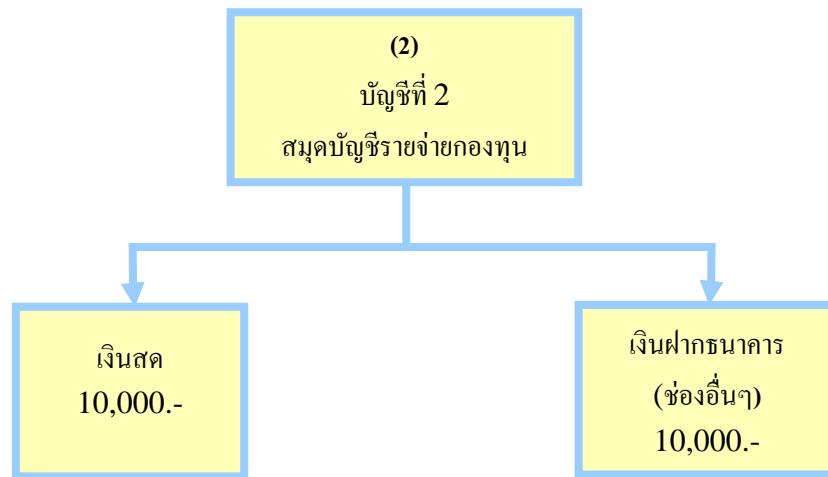 (2)
บัญชีที่ 2
สมุดบัญชีรายจ่ายกองทุน
เงินสด
10,000.-
เงินฝากธนาคาร
(ช่องอื่นๆ)
10,000.-